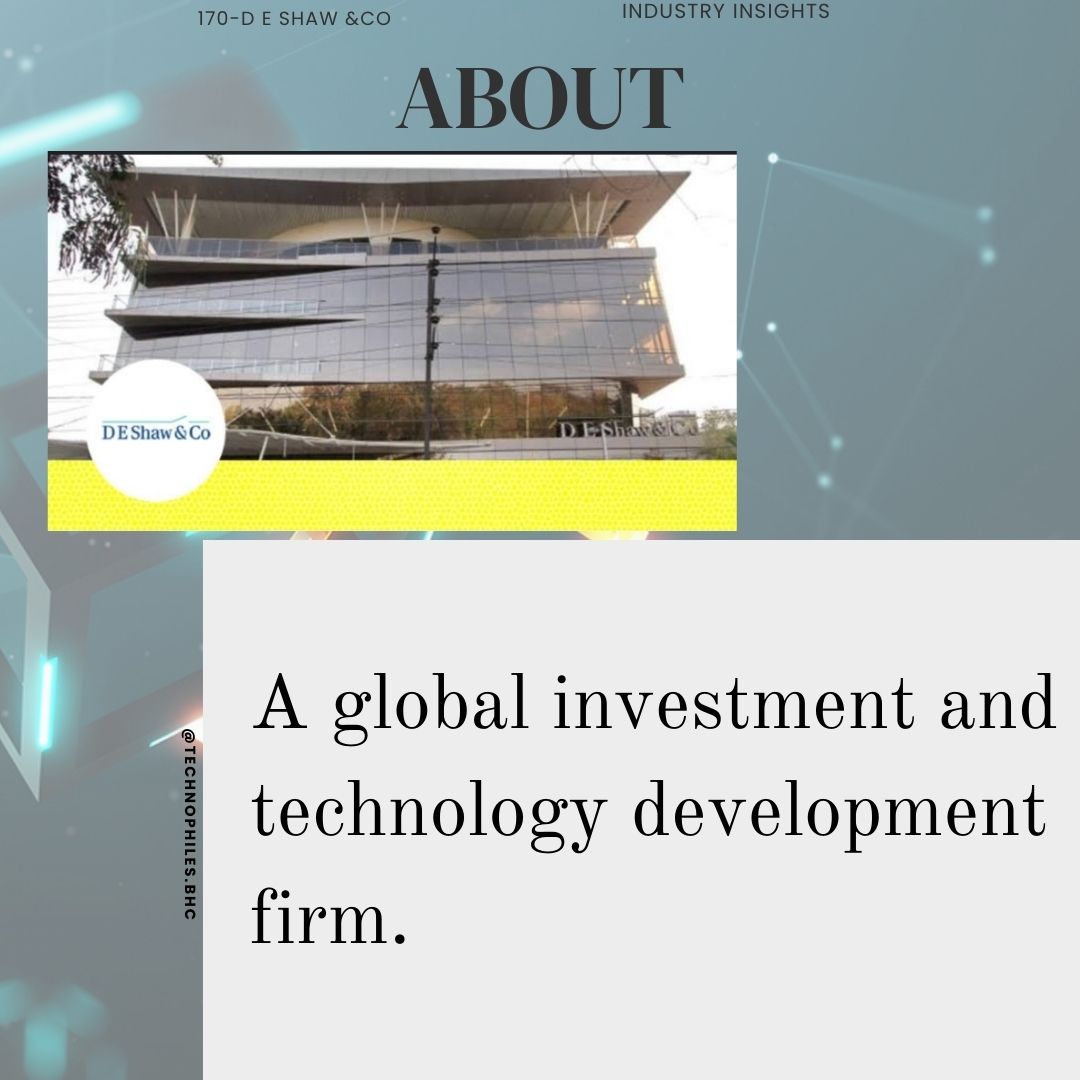 170-D E SHAW &CO
INDUSTRY INSIGHTS
ABOUT
D E Shaw & Co
D E Shaw & Co
A global investment and
technology development
firm.
@TECHNOPHILES.BHC